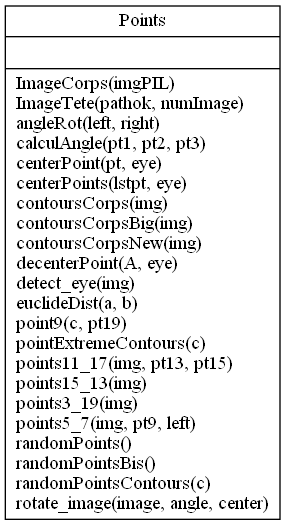 Points
ImageCorps(imgPIL)
ImageTete(pathok, numImage)
angleRot(left, right)
calculAngle(pt1, pt2, pt3)
centerPoint(pt, eye)
centerPoints(lstpt, eye)
contoursCorps(img)
contoursCorpsBig(img)
contoursCorpsNew(img)
decenterPoint(A, eye)
detect_eye(img)
euclideDist(a, b)
point9(c, pt19)
pointExtremeContours(c)
points11_17(img, pt13, pt15)
points15_13(img)
points3_19(img)
points5_7(img, pt9, left)
randomPoints()
randomPointsBis()
randomPointsContours(c)
rotate_image(image, angle, center)